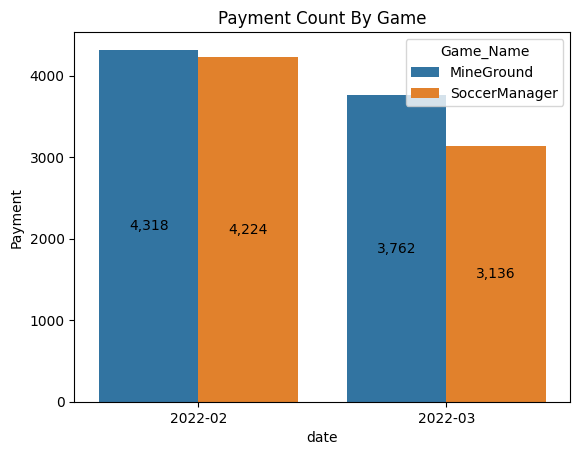 Payment Count By Game
Game_Name
MineGround
SoccerManager
Payment
4000
3000
2000
1000
0
4,318
4,224
3,762
3,136
2022-02
2022-03
date